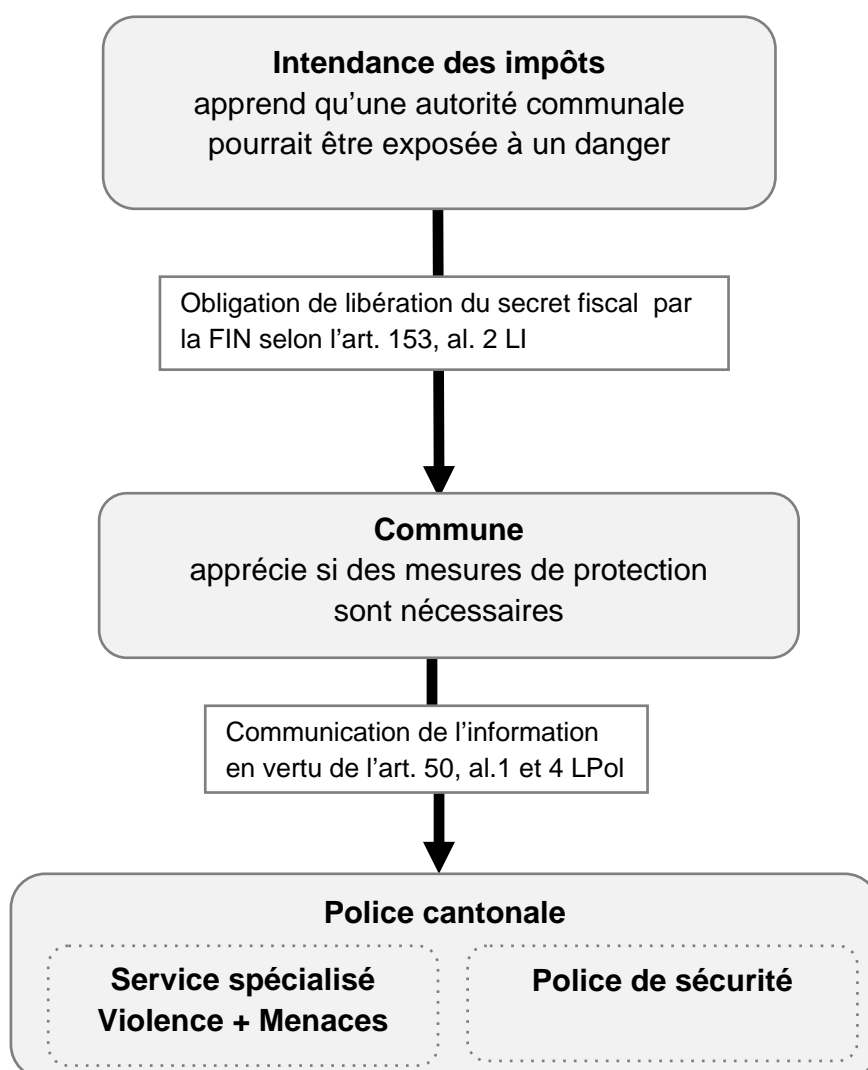 Intendance des impôts
apprend qu’une autorité communale
pourrait être exposée à un danger
Obligation de libération du secret fiscal par
la FIN selon l’art. 153, al. 2 LI
Commune
apprécie si des mesures de protection
sont nécessaires
Communication de l’information
en vertu de l’art. 50, al.1 et 4 LPol
Police cantonale
Service spécialisé
Violence + Menaces
Police de sécurité